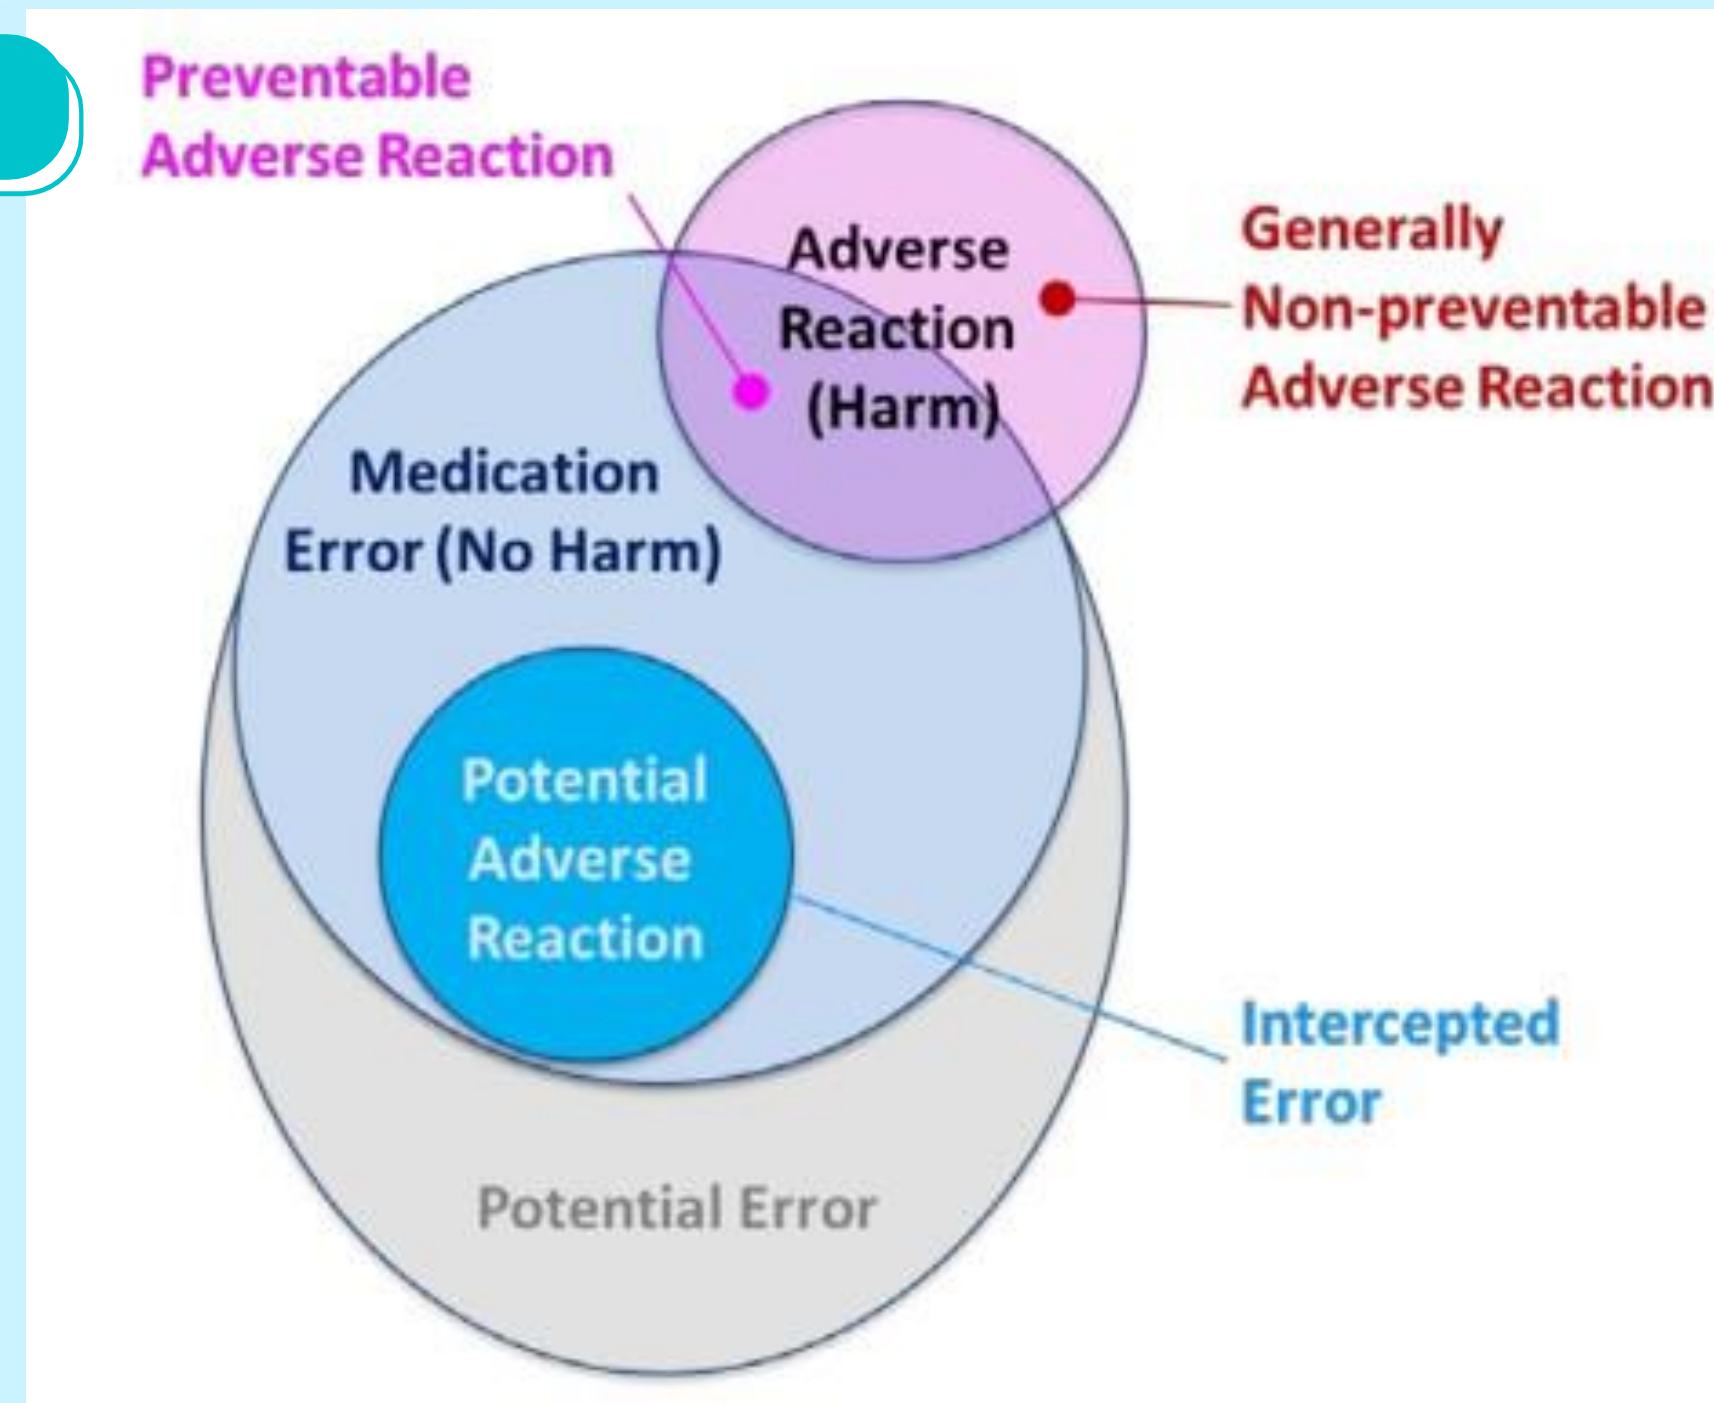 Preventable
Adverse Reaction
Adverse
Reaction
(Harm)
Generally
Non-preventable
Adverse Reaction
Medication
Error (No Harm)
Potential
Adverse
Reaction
Intercepted
Error
Potential Error